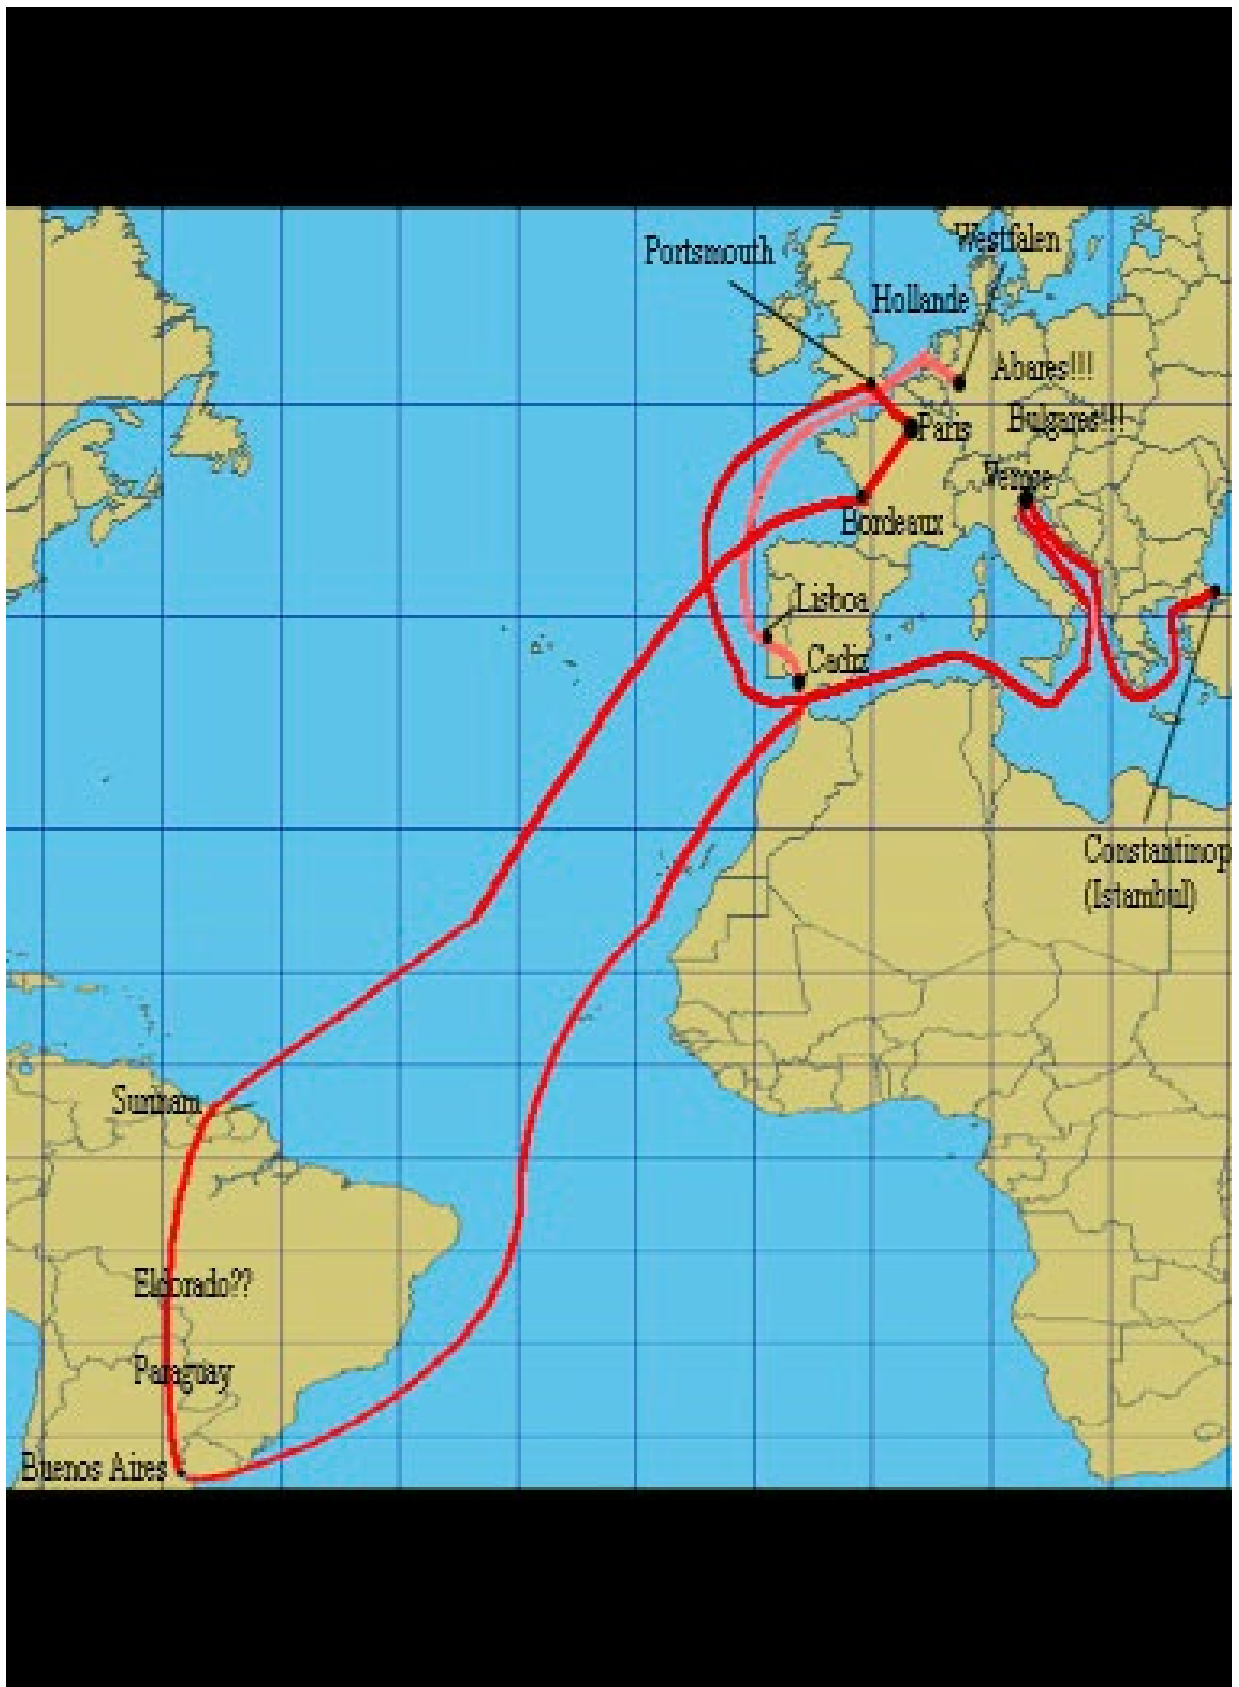 Westfalen
Portsmouth
Hollande
Abares!!!
Bulgares!!!
Paris
Venise
Bordeaux
Lisboa
Cadiz
Constantinop
(Istambul)
Surinam
Eldorado??
Paraguay
Buenos Aires